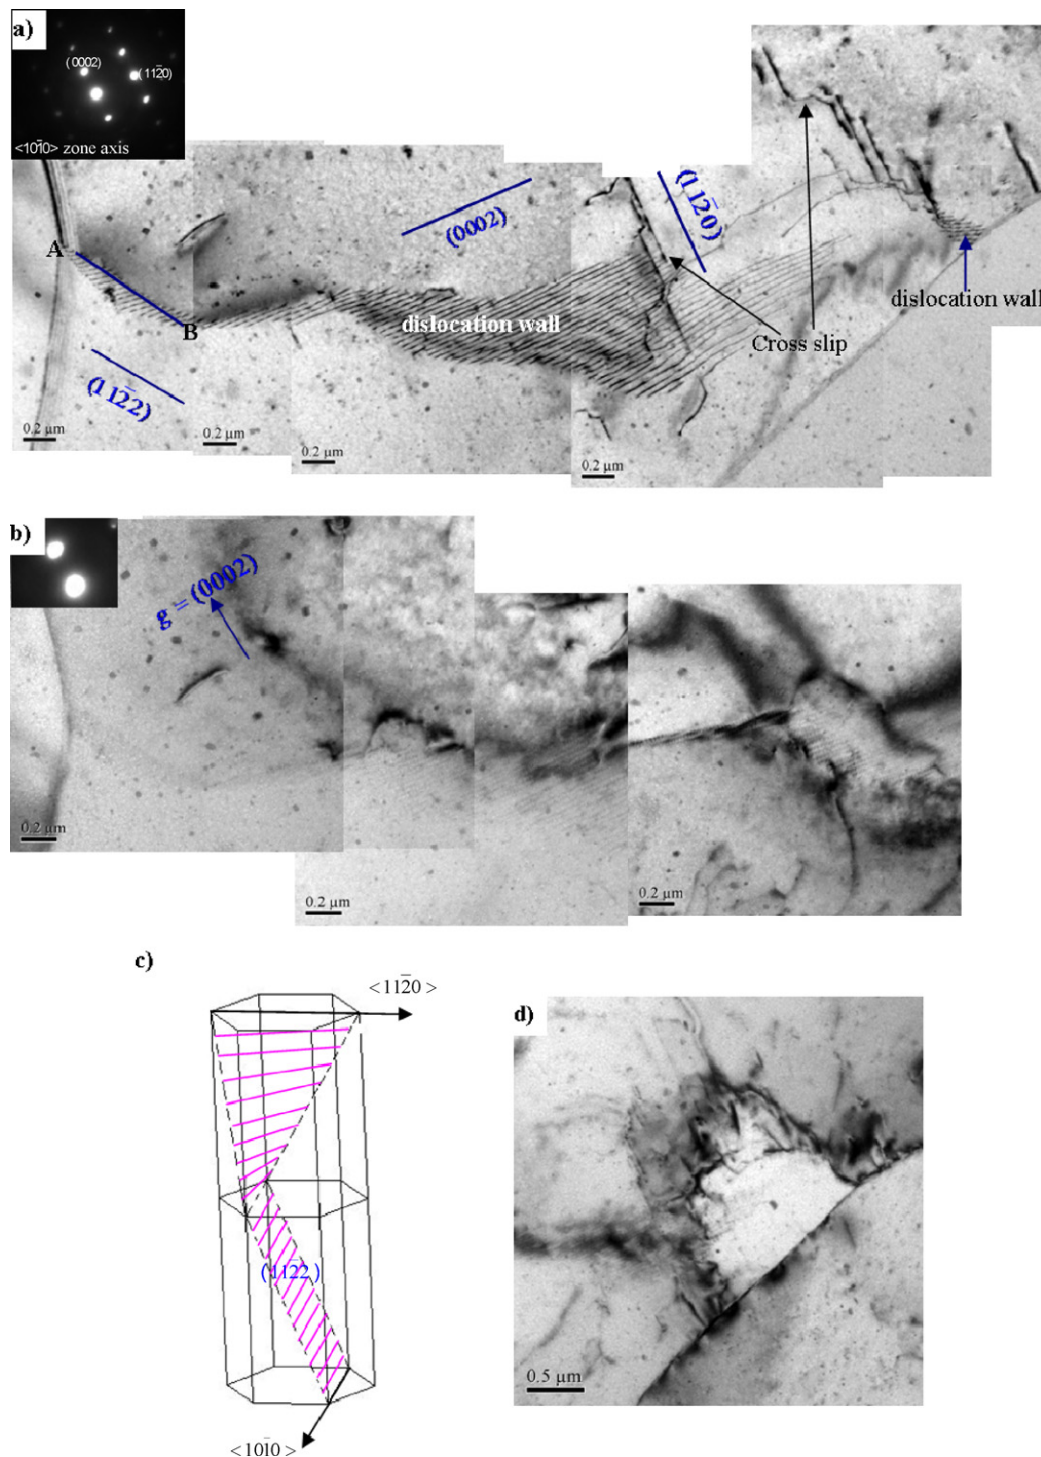 a)
(0002)
(112̅0)
<101̅0> zone axis
A
B
(0002)
(112̅0)
dislocation wall
dislocation wall
Cross slip
(112̅2)
0.2 µm
0.2 µm
0.2 µm
0.2 µm
b)
g = (0002)
0.2 µm
0.2 µm
0.2 µm
c)
<112̅0>
(112̅2)
<101̅0>
d)
0.5 µm